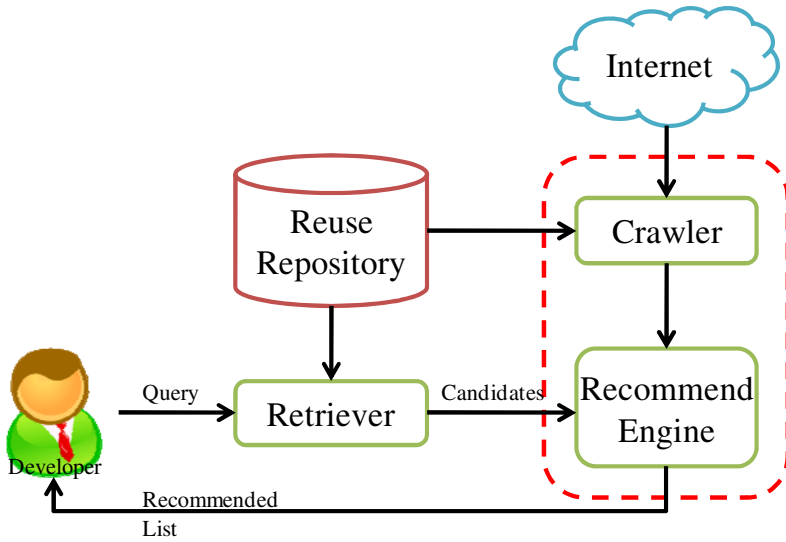 Internet
Reuse
Repository
Crawler
Query
Retriever
Candidates
Recommend
Engine
Developer
Recommended
List